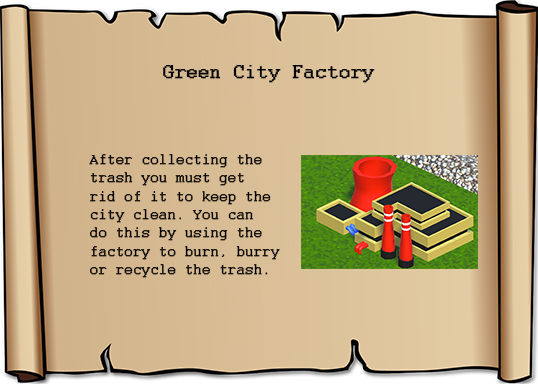 Green City Factory
After collecting the
trash you must get
rid of it to keep the
city clean. You can
do this by using the
factory to burn, burry
or recycle the trash.